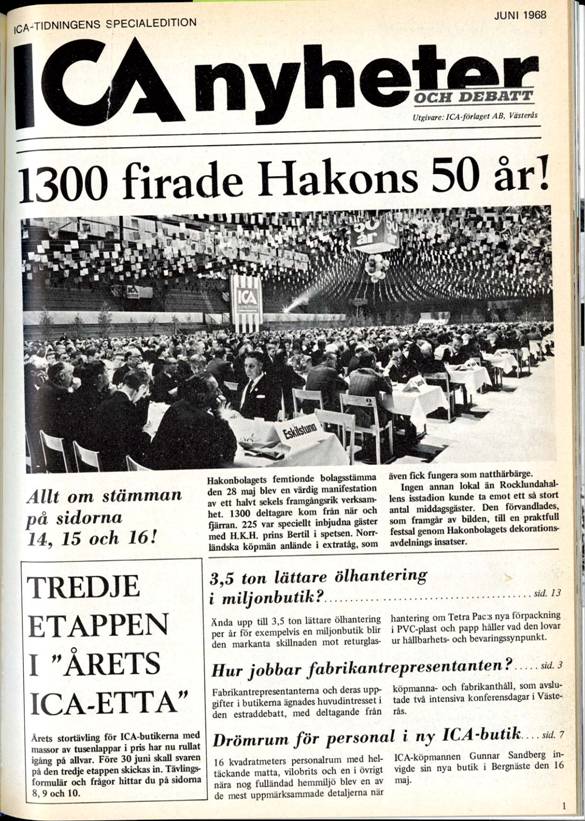 ICA-TIDNINGENS SPECIALEDITION
JUNI 1968
ICA nyheter
OCH DEBATT
Utgivare: ICA-förlaget AB, Västerås
1300 firade Hakons 50 år!
50
år
ICA
Eskilstuna
2
Allt om stämman
på sidorna
14, 15 och 16!
Hakonbolagets femtionde bolagsstämma
den 28 maj blev en värdig manifestation
av ett halvt sekels framgångsrik verksam-
het. 1300 deltagare kom från när och
fjärran. 225 var speciellt inbjudna gäster
med H.K.H. prins Bertil i spetsen. Norr-
ländska köpmän anlände i extratåg, som
även fick fungera som natthärbärge.
Ingen annan lokal än Rocklundahal-
lens isstadion kunde ta emot ett så stort
antal middagsgäster. Den förvandlades,
som framgår av bilden, till en praktfull
festsal genom Hakonbolagets dekorations-
avdelnings insatser.
TREDJE
ETAPPEN
I ”ÅRETS
ICA-ETTA”
Årets stortävling för ICA-butikerna med
massor av tusenlappar i pris har nu rullat
igång på allvar. Före 30 juni skall svaren
på den tredje etappen skickas in. Tävlings-
formulär och frågor hittar du på sidorna
8, 9 och 10.
3,5 ton lättare ölhantering
i miljonbutik? sid. 13
Ända upp till 3,5 ton lättare ölhantering
per år för exempelvis en miljonbutik blir
den markanta skillnaden mot returglas-
hantering om Tetra Pacs nya förpackning
i PVC-plast och papp håller vad den lovar
ur hållbarhets- och bevaringssynpunkt.
Hur jobbar fabrikantrepresentanten? ..... sid. 3
Fabrikantrepresentanterna och deras upp-
gifter i butikerna ägnades huvudintresset i
den estraddebatt, med deltagande från
köpmanna- och fabrikanthåll, som avslu-
tade två intensiva konferensdagar i Väste-
rås.
Drömrum för personal i ny ICA-butik.... sid. 7
16 kvadratmeters personalrum med hel-
täckande matta, vilobrits och en i övrigt
nära nog fulländad hemmiljö blev en av
de mest uppmärksammade detaljerna när
ICA-köpmannen Gunnar Sandberg in-
vigde sin nya butik i Bergnäste den 16
maj.
1